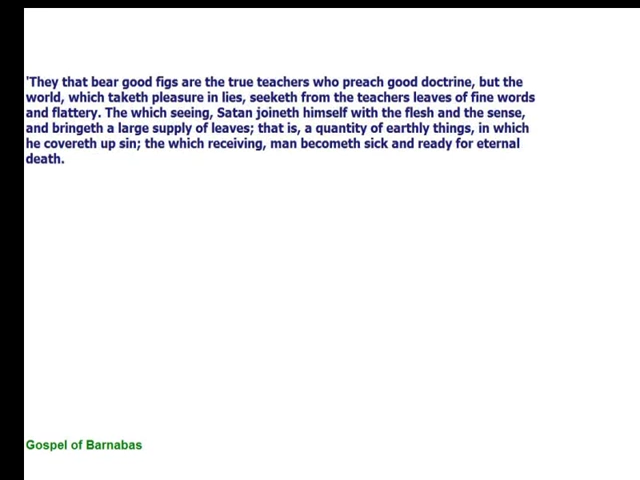 'They that bear good figs are the true teachers who preach good doctrine, but the
world, which taketh pleasure in lies, seeketh from the teachers leaves of fine words
and flattery. The which seeing, Satan joineth himself with the flesh and the sense,
and bringeth a large supply of leaves; that is, a quantity of earthly things, in which
he covereth up sin; the which receiving, man becometh sick and ready for eternal
death.
Gospel of Barnabas